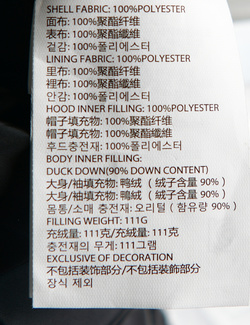 SHELL FABRIC: 100%POLYESTER
面布: 100%聚酯纤维
表布: 100%聚酯纖維
겉감: 100%폴리에스터
LINING FABRIC: 100%POLYESTER
里布: 100%聚酯纤维
裡布: 100%聚酯纖維
안감: 100%폴리에스터
HOOD INNER FILLING: 100%POLYESTER
帽子填充物: 100%聚酯纤维
帽子填充物: 100%聚酯纖維
후드충전재: 100%폴리에스터
BODY INNER FILLING:
DUCK DOWN(90% DOWN CONTENT)
大身/袖填充物: 鸭绒 ( 绒子含量 90% )
大身/袖填充物: 鴨絨 ( 絨子含量 90% )
몸통/소매 충전재: 오리털 ( 함유량 90% )
FILLING WEIGHT: 111G
充绒量: 111克/充絨量: 111克
충전재의 무게: 111그램
EXCLUSIVE OF DECORATION
不包括装饰部分/不包括裝飾部分
장식 제외